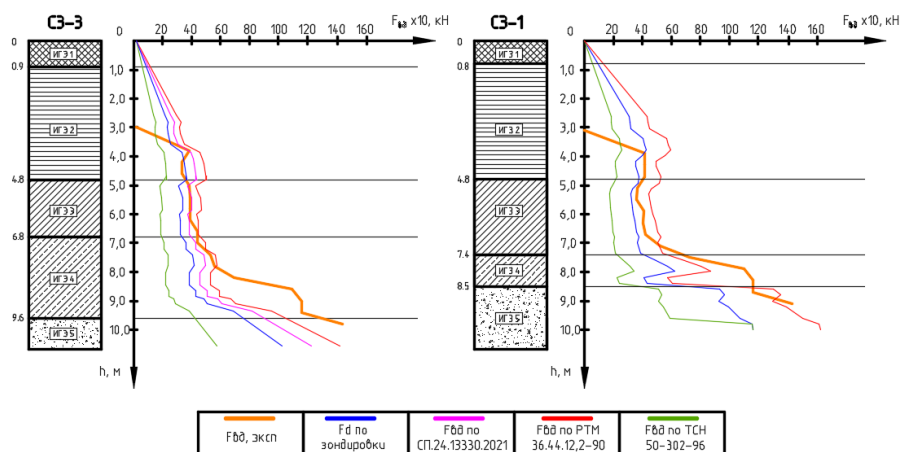 СЗ-3
Fвд х10, кН
0
0
20 40 60 80 100 120 140 160
ИГЭ 1
0.9
1,0
ИГЭ 2
3,0
4,0
4.8
5,0
ИГЭ 3
6,0
6.8
7,0
ИГЭ 4
8,0
9,0
9.6
ИГЭ 5
10,0
h, м
СЗ-1
Fвд х10, кН
0
0
20 40 60 80 100 120 140 160
ИГЭ 1
0.8
1,0
ИГЭ 2
3,0
4,0
4.8
5,0
ИГЭ 3
6,0
7,0
7.4
ИГЭ 4
8,0
8.5
9,0
ИГЭ 5
10,0
h, м
Fвд, эксп
Fd по
зондировки
Fвд по
СП.24.13330.2021
Fвд по РТМ
36.44.12,2-90
Fвд по ТСН
50-302-96